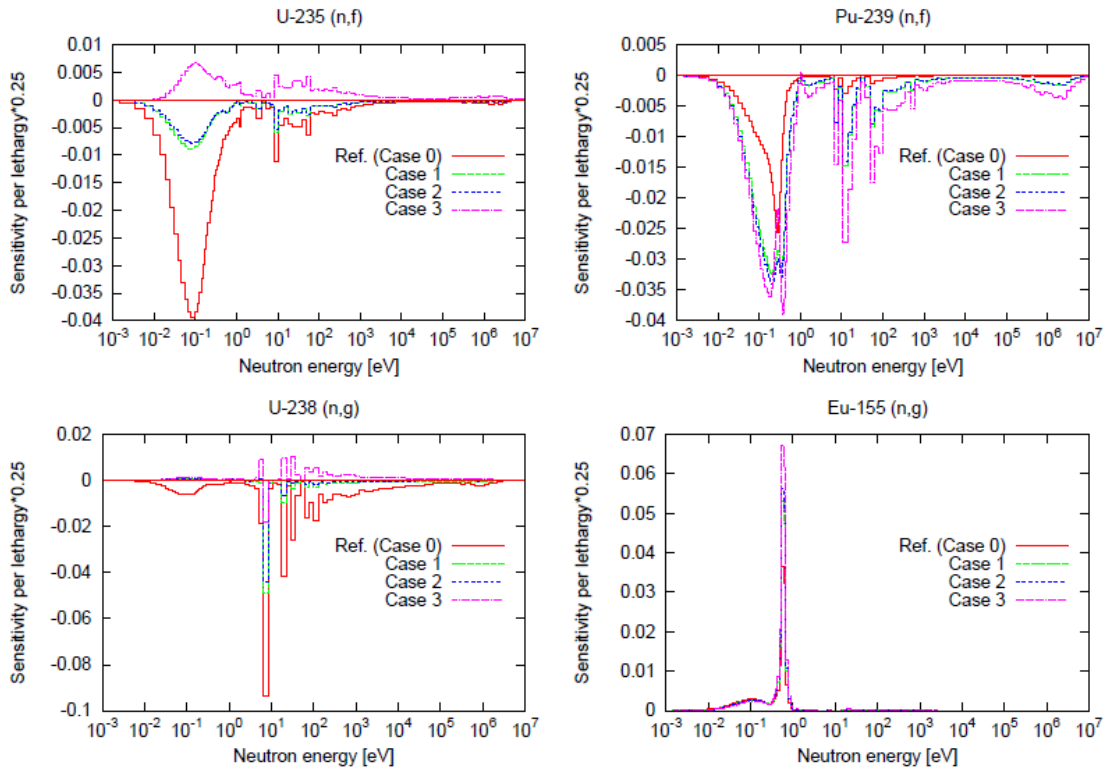 U-235 (n,f)
0.01
0.005
0
-0.005
-0.01
-0.015
-0.02
-0.025
-0.03
-0.035
-0.04
Sensitivity per lethargy*0.25
Ref. (Case 0)
Case 1
Case 2
Case 3
10-3 10-2 10-1 100 101 102 103 104 105 106 107
Neutron energy [eV]
Pu-239 (n,f)
0.005
0
-0.005
-0.01
-0.015
-0.02
-0.025
-0.03
-0.035
-0.04
Sensitivity per lethargy*0.25
Ref. (Case 0)
Case 1
Case 2
Case 3
10-3 10-2 10-1 100 101 102 103 104 105 106 107
Neutron energy [eV]
U-238 (n,g)
0.02
0
-0.02
-0.04
-0.06
-0.08
-0.1
Sensitivity per lethargy*0.25
Ref. (Case 0)
Case 1
Case 2
Case 3
10-3 10-2 10-1 100 101 102 103 104 105 106 107
Neutron energy [eV]
Eu-155 (n,g)
0.07
0.06
0.05
0.04
0.03
0.02
0.01
0
Sensitivity per lethargy*0.25
Ref. (Case 0)
Case 1
Case 2
Case 3
10-3 10-2 10-1 100 101 102 103 104 105 106 107
Neutron energy [eV]